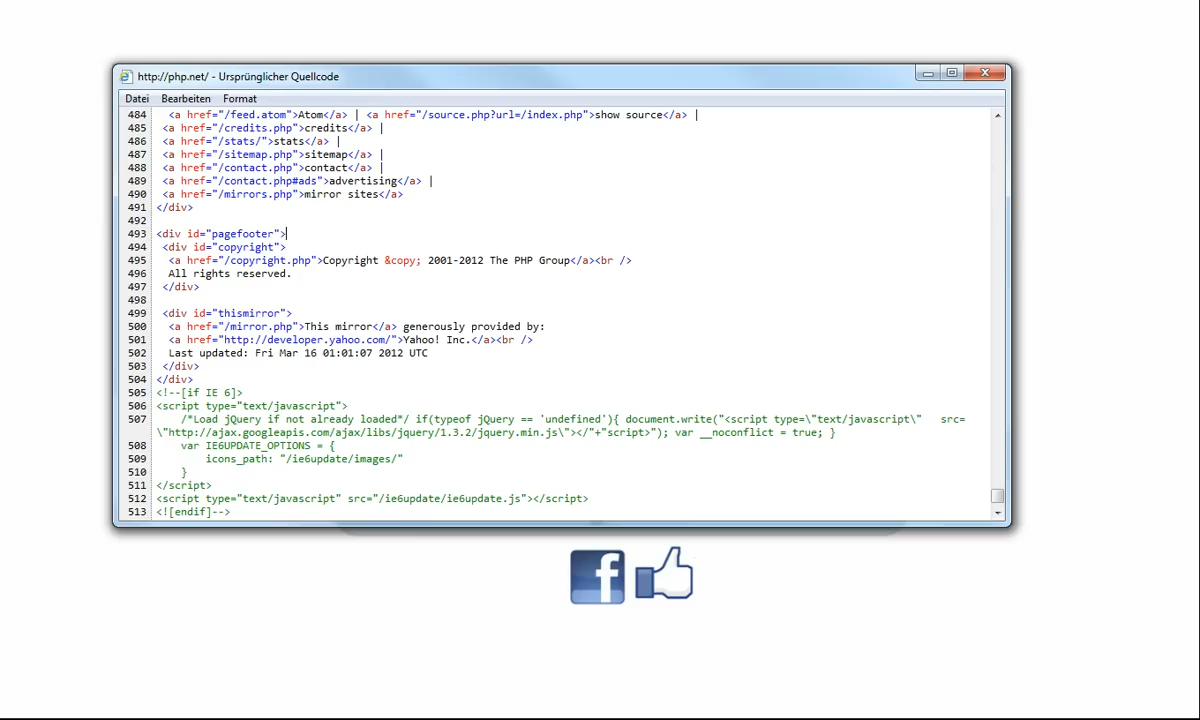 http://php.net/ - Ursprünglicher Quellcode
Datei Bearbeiten Format
484 <a href="/feed.atom">Atom</a> | <a href="/source.php?url=/index.php">show source</a> |
485 <a href="/credits.php">credits</a> |
486 <a href="/stats/">stats</a> |
487 <a href="/sitemap.php">sitemap</a> |
488 <a href="/contact.php">contact</a> |
489 <a href="/contact.php#ads">advertising</a> |
490 <a href="/mirrors.php">mirror sites</a>
491 </div>
492
493 <div id="pagefooter">
494 <div id="copyright">
495 <a href="/copyright.php">Copyright &copy; 2001-2012 The PHP Group</a><br />
496 All rights reserved.
497 </div>
498
499 <div id="thismirror">
500 <a href="/mirror.php">This mirror</a> generously provided by:
501 <a href="http://developer.yahoo.com/">Yahoo! Inc.</a><br />
502 Last updated: Fri Mar 16 01:01:07 2012 UTC
503 </div>
504 </div>
505 <!--[if IE 6]>
506 <script type="text/javascript">
507 /*Load jQuery if not already loaded*/ if(typeof jQuery == 'undefined'){ document.write("<script type=\"text/javascript\" src=
\"http://ajax.googleapis.com/ajax/libs/jquery/1.3.2/jquery.min.js\"></"+"script>"); var __noconflict = true; }
508 var IE6UPDATE_OPTIONS = {
509 icons_path: "/ie6update/images/"
510 }
511 </script>
512 <script type="text/javascript" src="/ie6update/ie6update.js"></script>
513 <![endif]-->
f